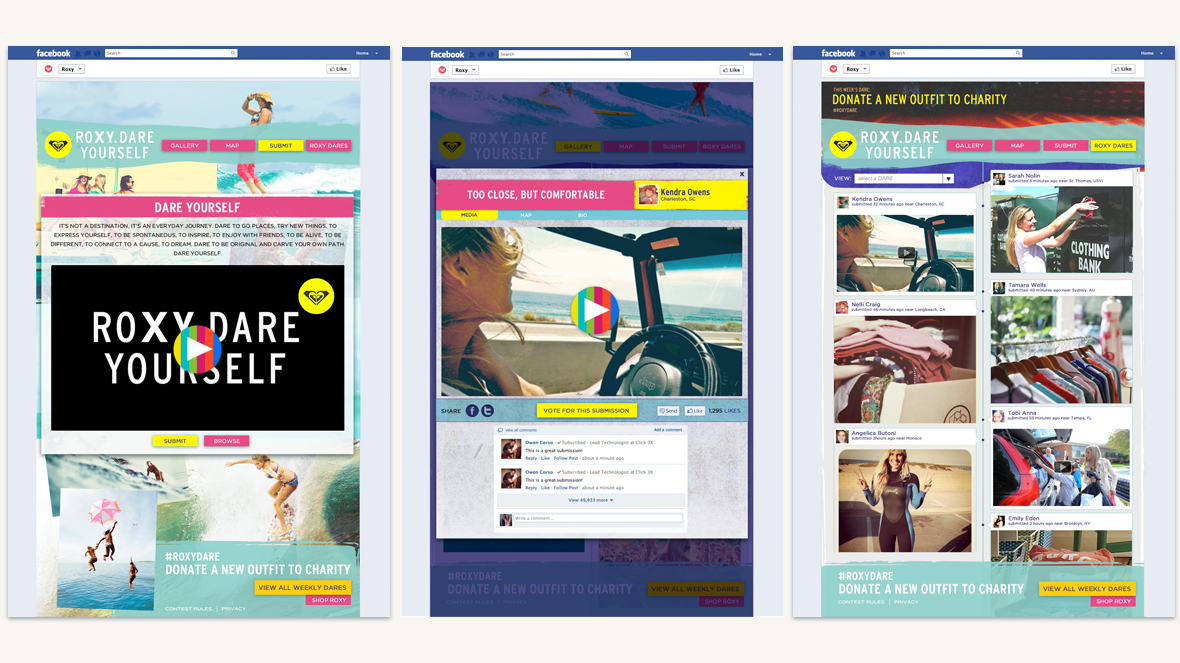 facebook
Search
Home
Roxy
Like
ROXY.DARE
YOURSELF
GALLERY
MAP
SUBMIT
ROXY DARES
DARE YOURSELF
IT'S NOT A DESTINATION, IT'S AN EVERYDAY JOURNEY. DARE TO GO PLACES, TRY NEW THINGS, TO
EXPRESS YOURSELF, TO BE SPONTANEOUS, TO INSPIRE, TO ENJOY WITH FRIENDS, TO BE ALIVE, TO BE
DIFFERENT, TO CONNECT TO A CAUSE, TO DREAM. DARE TO BE ORIGINAL AND CARVE YOUR OWN PATH.
DARE YOURSELF.
ROXY.DARE
YOURSELF
SUBMIT
BROWSE
#ROXYDARE
DONATE A NEW OUTFIT TO CHARITY
VIEW ALL WEEKLY DARES
SHOP ROXY
CONTEST RULES | PRIVACY
facebook
Search
Home
Roxy
Like
ROXY.DARE
YOURSELF
GALLERY
MAP
SUBMIT
ROXY DARES
X
TOO CLOSE, BUT COMFORTABLE
Kendra Owens
Charleston, SC
MEDIA
MAP
BIO
SHARE
VOTE FOR THIS SUBMISSION
Send
Like
1,295 LIKES
view all comments
Add a comment
Owen Corso · Subscribed · Lead Technologist at Click 3X
This is a great submission!
Reply · Like · Follow Post · about a minute ago
Owen Corso · Subscribed · Lead Technologist at Click 3X
This is a great submission!
Reply · Like · Follow Post · about a minute ago
View 49,423 more
Write a comment...
#ROXYDARE
DONATE A NEW OUTFIT TO CHARITY
VIEW ALL WEEKLY DARES
SHOP ROXY
CONTEST RULES | PRIVACY
facebook
Search
Home
Roxy
Like
THIS WEEK'S DARE:
DONATE A NEW OUTFIT TO CHARITY
#ROXYDARE
ROXY.DARE
YOURSELF
GALLERY
MAP
SUBMIT
ROXY DARES
VIEW:
select a DARE
Sarah Nolin
submitted 5 minutes ago near St. Thomas, USVI
Kendra Owens
submitted 32 minutes ago near Charleston, SC
CLOTHING
BANK
Tamara Wells
submitted 40 minutes ago near Sydney, AU
Nelli Craig
submitted 46 minutes ago near Longbeach, CA
Tobi Anna
submitted 55 minutes ago near Tampa, FL
Angelica Butoni
submitted 2hours ago near Monaco
Emily Eden
submitted 2 hours ago near Brooklyn, NY
#ROXYDARE
DONATE A NEW OUTFIT TO CHARITY
VIEW ALL WEEKLY DARES
SHOP ROXY
CONTEST RULES | PRIVACY